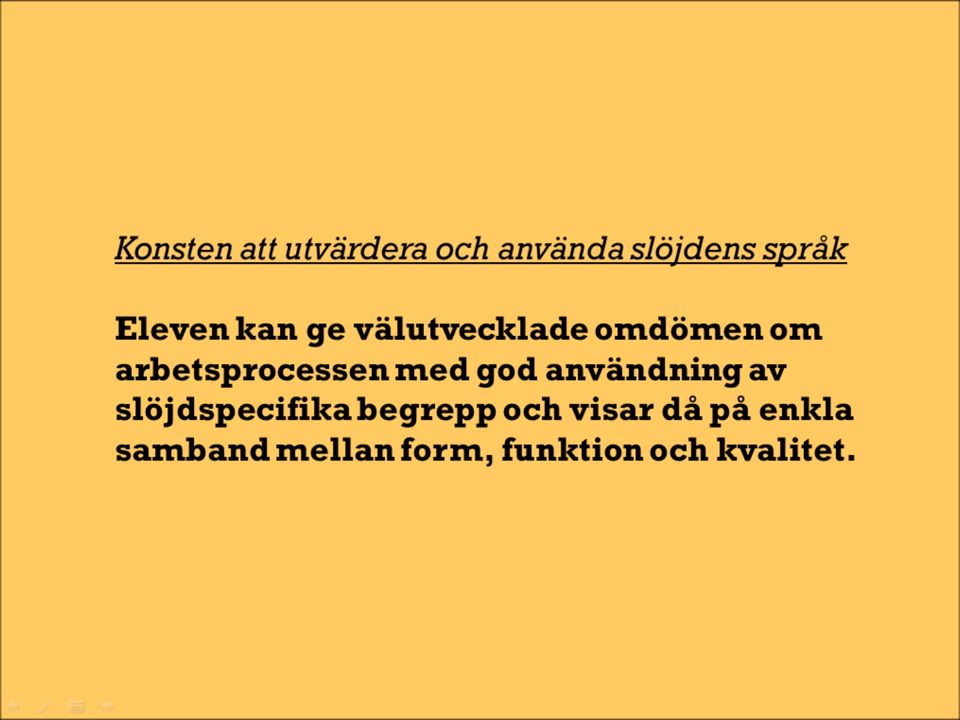 Konsten att utvärdera och använda slöjdens språk
Eleven kan ge välutvecklade omdömen om
arbetsprocessen med god användning av
slöjdspecifika begrepp och visar då på enkla
samband mellan form, funktion och kvalitet.